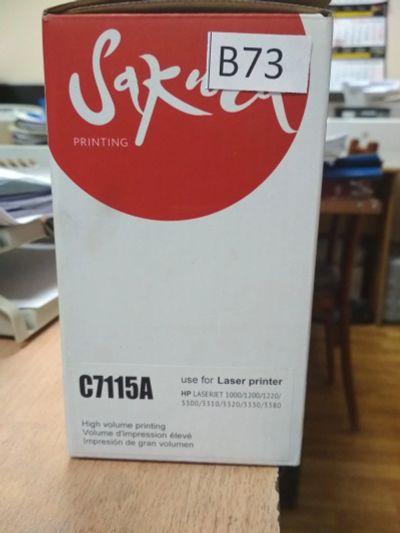 Sakura
B73
PRINTING
C7115A
use for Laser printer
HP LASERJET 1000/1200/1220/
3300/3310/3320/3330/3380
High volume printing
Volume d'impression élevé
Impresión de gran volumen